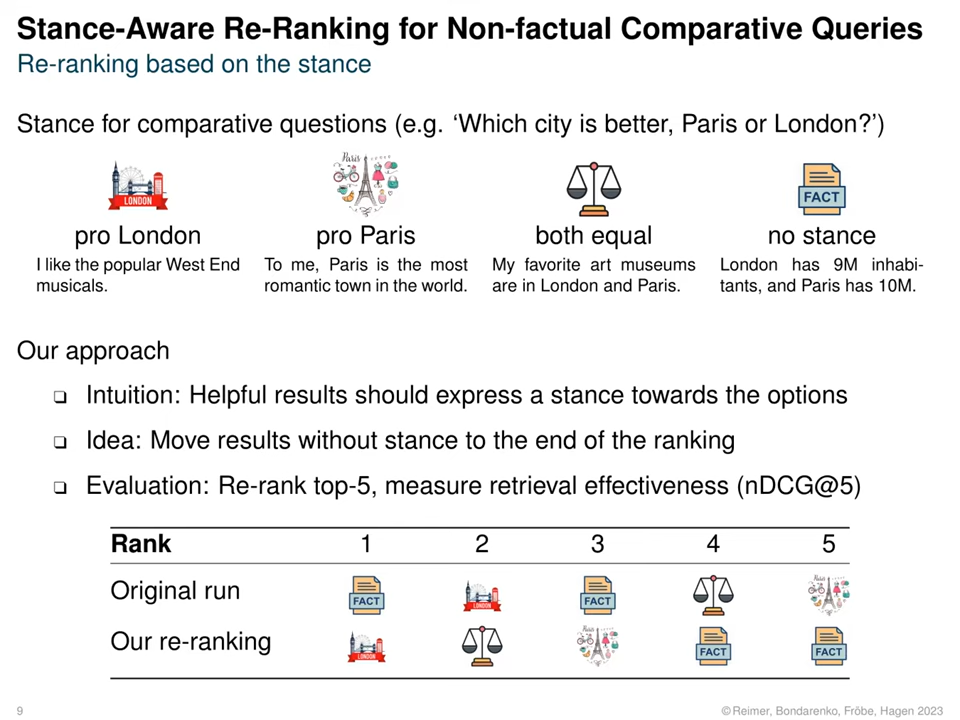 Stance-Aware Re-Ranking for Non-factual Comparative Queries
Re-ranking based on the stance
Stance for comparative questions (e.g. ‘Which city is better, Paris or London?’)
LONDON
Paris
pro London
pro Paris
both equal
FACT
no stance
I like the popular West End
musicals.
To me, Paris is the most
romantic town in the world.
My favorite art museums
are in London and Paris.
London has 9M inhabi-
tants, and Paris has 10M.
Our approach
❏ Intuition: Helpful results should express a stance towards the options
❏ Idea: Move results without stance to the end of the ranking
❏ Evaluation: Re-rank top-5, measure retrieval effectiveness (nDCG@5)
Rank 1 2 3 4 5
Original run FACT LONDON FACT Paris
Our re-ranking LONDON Paris FACT FACT
9
© Reimer, Bondarenko, Fröbe, Hagen 2023